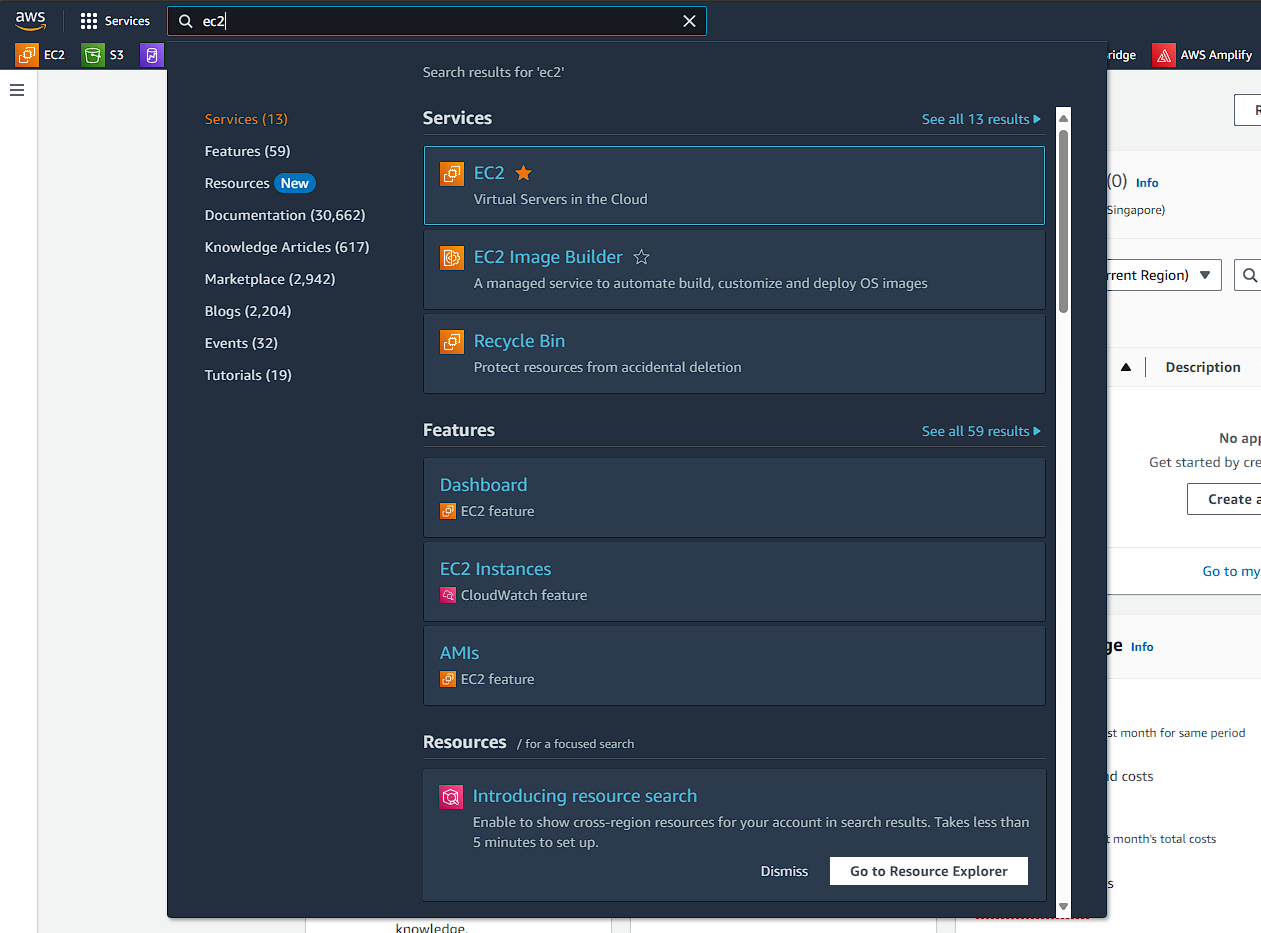 aws
Services
ec2
EC2
S3
ridge
AWS Amplify
Search results for 'ec2'
Services (13)
Features (59)
Resources New
Documentation (30,662)
Knowledge Articles (617)
Marketplace (2,942)
Blogs (2,204)
Events (32)
Tutorials (19)
Services
See all 13 results
EC2
Virtual Servers in the Cloud
EC2 Image Builder
A managed service to automate build, customize and deploy OS images
Recycle Bin
Protect resources from accidental deletion
Features
See all 59 results
Dashboard
EC2 feature
EC2 Instances
CloudWatch feature
AMIs
EC2 feature
Resources / for a focused search
Introducing resource search
Enable to show cross-region resources for your account in search results. Takes less than
5 minutes to set up.
Dismiss
Go to Resource Explorer
R
(0) Info
Singapore)
rrent Region)
Description
No app
Get started by cre
Create a
Go to my
ge Info
st month for same period
nd costs
t month's total costs
s
knowledge.